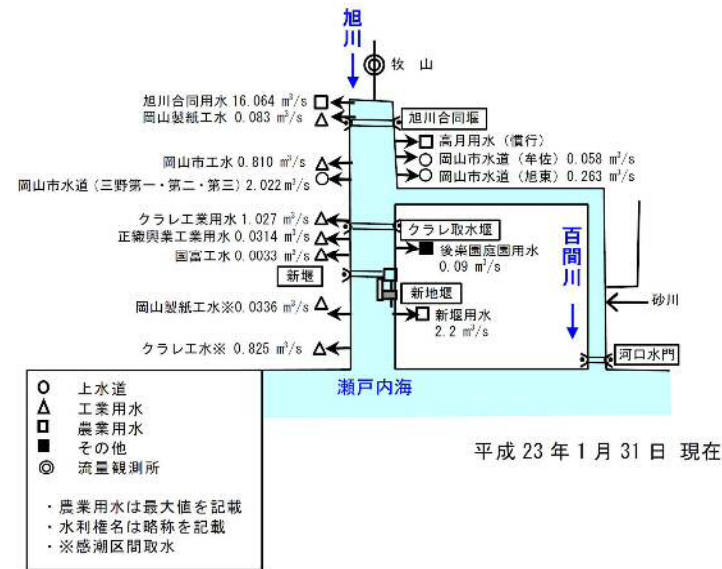 旭川
牧山
旭川合同用水 16.064 m³/s
岡山製紙工水 0.083 m³/s
旭川合同堰
高月用水（慣行）
岡山市水道（牟佐）0.058 m³/s
岡山市水道（旭東）0.263 m³/s
岡山市工水 0.810 m³/s
岡山市水道（三野第一・第二・第三）2.022m³/s
クラレ工業用水 1.027 m³/s
正織興業工業用水 0.0314 m³/s
国富工水 0.0033 m³/s
クラレ取水堰
後楽園庭園用水
0.09 m³/s
百間川
新堰
新地堰
岡山製紙工水※0.0336 m³/s
新堰用水
2.2 m³/s
砂川
クラレ工水※ 0.825 m³/s
河口水門
瀬戸内海
○ 上水道
△ 工業用水
□ 農業用水
■ その他
◎ 流量観測所
・農業用水は最大値を記載
・水利権名は略称を記載
・※感潮区間取水
平成 23 年 1 月 31 日 現在